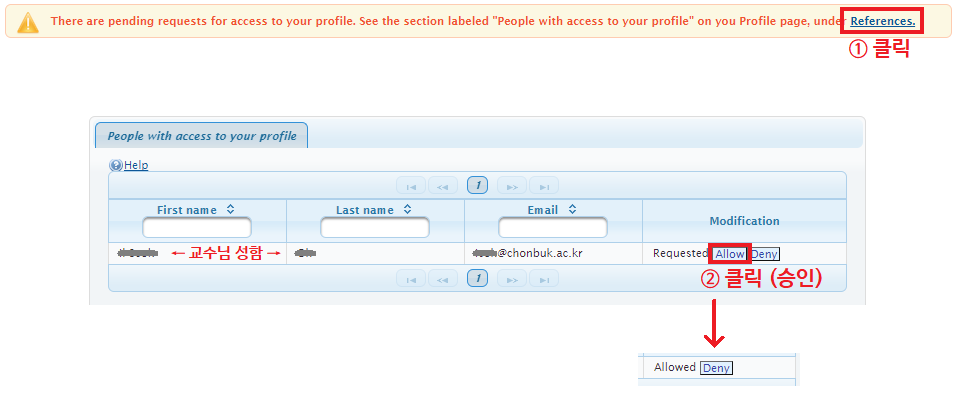 There are pending requests for access to your profile. See the section labeled "People with access to your profile" on you Profile page, under References.
① 클릭
People with access to your profile
Help
1
First name Last name Email Modification
← 교수님 성함 → @chonbuk.ac.kr Requested Allow Deny
1
② 클릭 (승인)
Allowed Deny